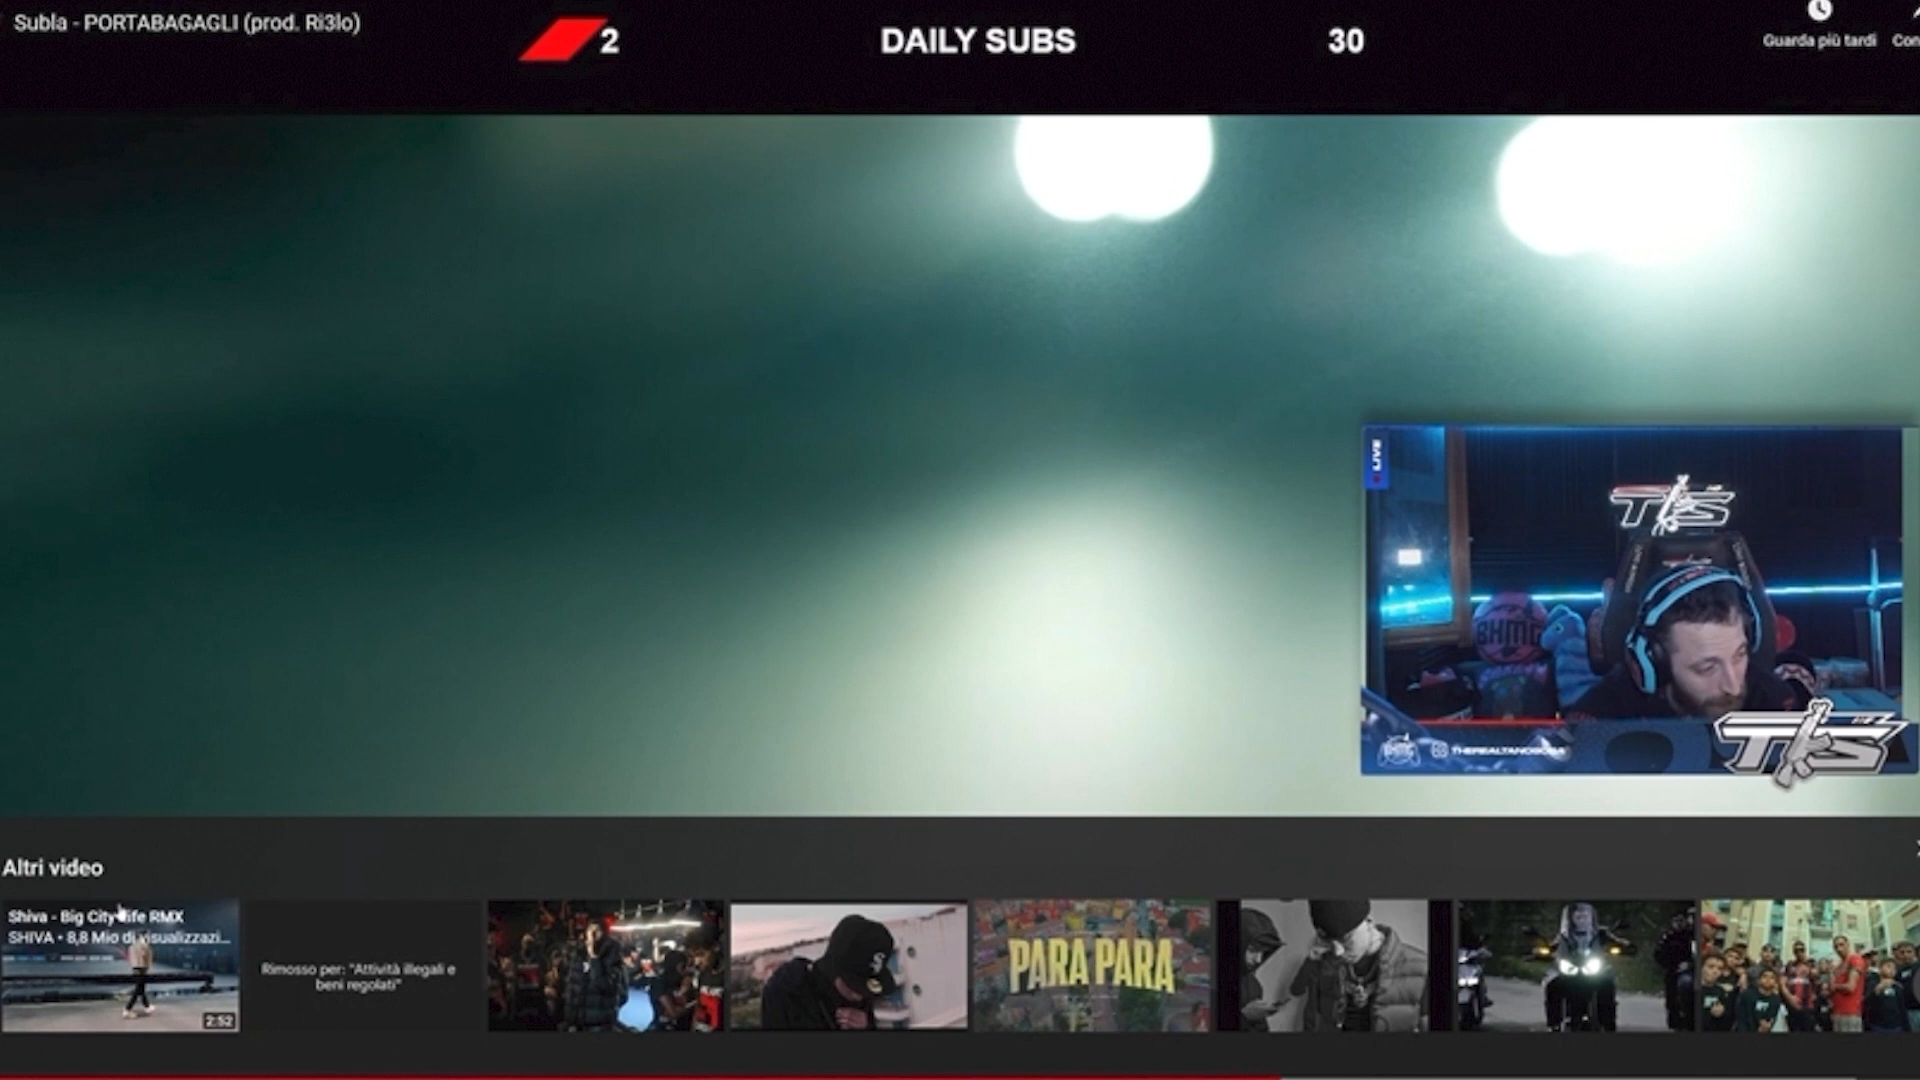 Subla - PORTABAGAGLI (prod. Ri3lo)
2
DAILY SUBS
30
Guarda più tardi
LIVE
BHMG
Altri video
Shiva - Big City Life RMX
SHIVA • 8,8 Mio di visualizzazi...
2:52
Rimosso per: "Attività illegali e
beni regolati"
PARA PARA